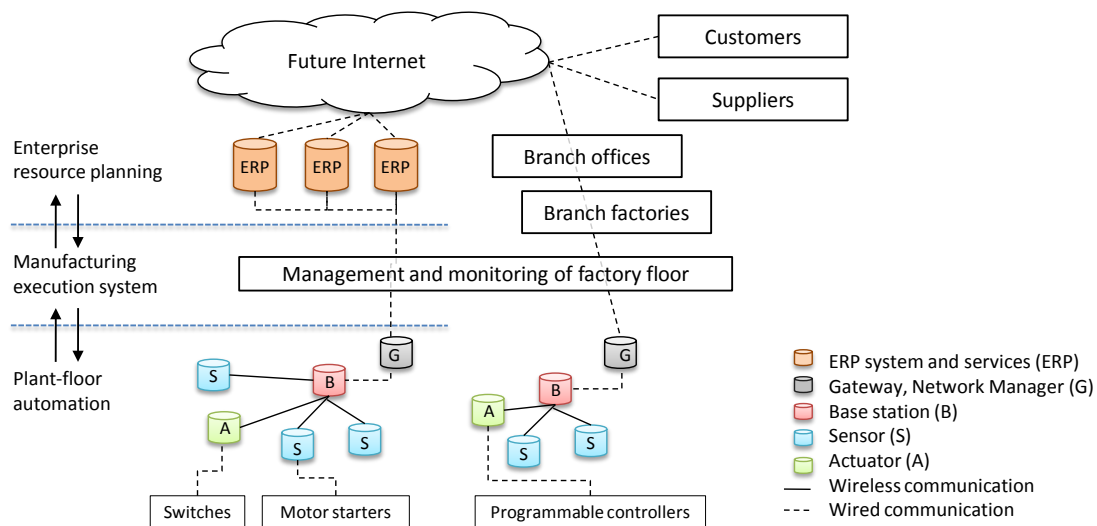 Future Internet
Customers
Suppliers
Enterprise
resource planning
ERP
ERP
ERP
Branch offices
Branch factories
Manufacturing
execution system
Management and monitoring of factory floor
Plant-floor
automation
G
S
B
A
S
S
G
B
A
S
S
Switches
Motor starters
Programmable controllers
ERP system and services (ERP)
Gateway, Network Manager (G)
Base station (B)
Sensor (S)
Actuator (A)
Wireless communication
Wired communication